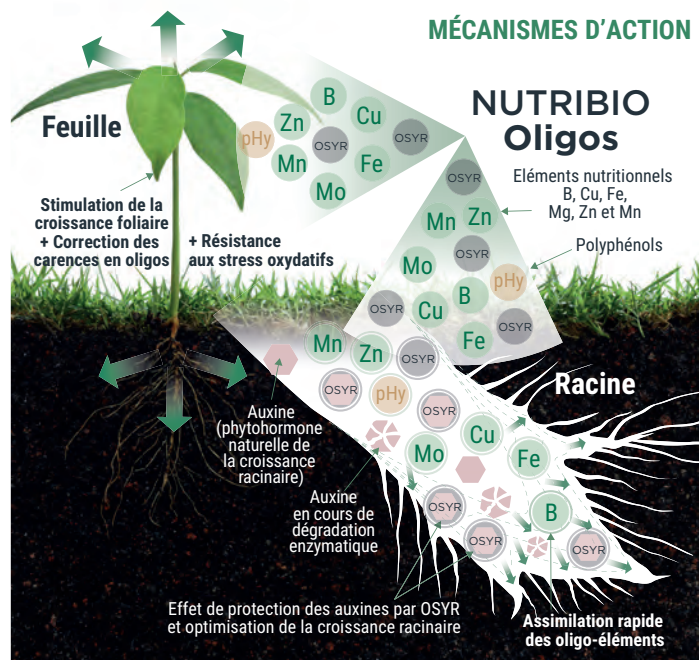 MÉCANISMES D'ACTION
NUTRIBIO
Oligos
Feuille
B
Cu
Zn
OSYR
OSYR
pHy
Mn
Fe
Mo
Stimulation de la
croissance foliaire
+ Correction des
carences en oligos
+ Résistance
aux stress oxydatifs
Eléments nutritionnels
B, Cu, Fe,
Mg, Zn et Mn
Polyphénols
OSYR
Mn
Zn
OSYR
Mo
pHy
B
OSYR
Cu
OSYR
Fe
Racine
Mn
Zn
OSYR
OSYR
pHy
OSYR
Cu
Mo
Fe
OSYR
B
OSYR
OSYR
Auxine
(phytohormone
naturelle de
la croissance
racinaire)
Auxine
en cours de
dégradation
enzymatique
Effet de protection des auxines par OSYR
et optimisation de la croissance racinaire
Assimilation rapide
des oligo-éléments